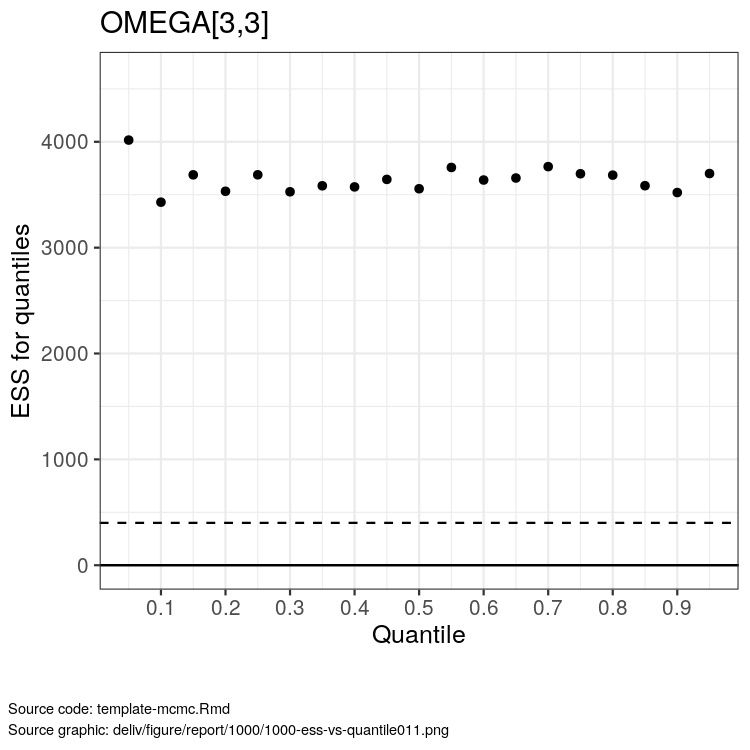 OMEGA[3,3]
ESS for quantiles
4000
3000
2000
1000
0
0.1 0.2 0.3 0.4 0.5 0.6 0.7 0.8 0.9
Quantile
Source code: template-mcmc.Rmd
Source graphic: deliv/figure/report/1000/1000-ess-vs-quantile011.png